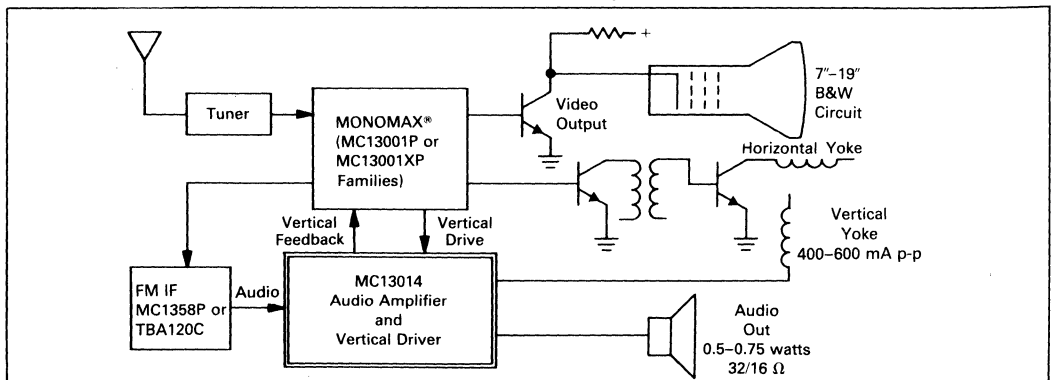 Tuner
MONOMAX®
(MC13001P or
MC13001XP
Families)
+
Video
Output
7"–19"
B&W
Circuit
Horizontal Yoke
Vertical
Feedback
Vertical
Drive
Vertical
Yoke
400–600 mA p-p
FM IF
MC1358P or
TBA120C
Audio
MC13014
Audio Amplifier
and
Vertical Driver
Audio
Out
0.5–0.75 watts
32/16 Ω